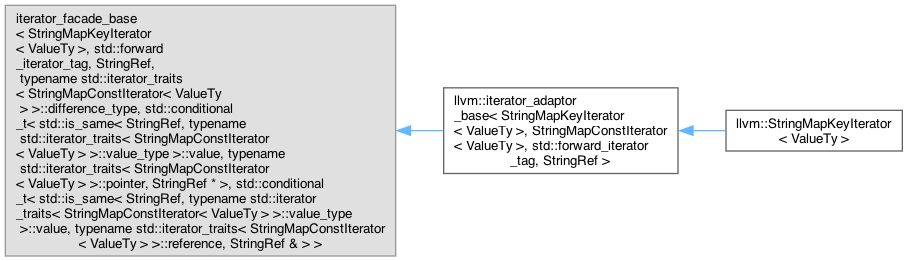 iterator_facade_base
< StringMapKeyIterator
< ValueTy >, std::forward
_iterator_tag, StringRef,
typename std::iterator_traits
< StringMapConstIterator< ValueTy
> >::difference_type, std::conditional
_t< std::is_same< StringRef, typename
std::iterator_traits< StringMapConstIterator
< ValueTy > >::value_type >::value, typename
std::iterator_traits< StringMapConstIterator
< ValueTy > >::pointer, StringRef * >, std::conditional
_t< std::is_same< StringRef, typename std::iterator
_traits< StringMapConstIterator< ValueTy > >::value_type
>::value, typename std::iterator_traits< StringMapConstIterator
< ValueTy > >::reference, StringRef & > >
llvm::iterator_adaptor
_base< StringMapKeyIterator
< ValueTy >, StringMapConstIterator
< ValueTy >, std::forward_iterator
_tag, StringRef >
llvm::StringMapKeyIterator
< ValueTy >